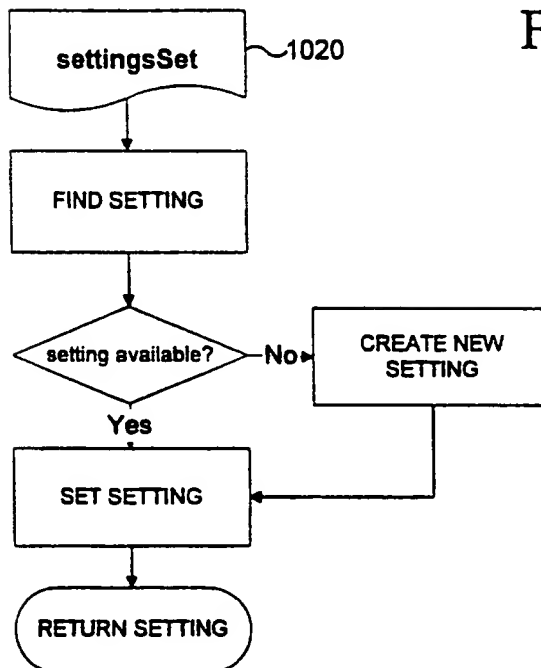 settingsSet
1020
F
FIND SETTING
setting available?
No
CREATE NEW
SETTING
Yes
SET SETTING
RETURN SETTING